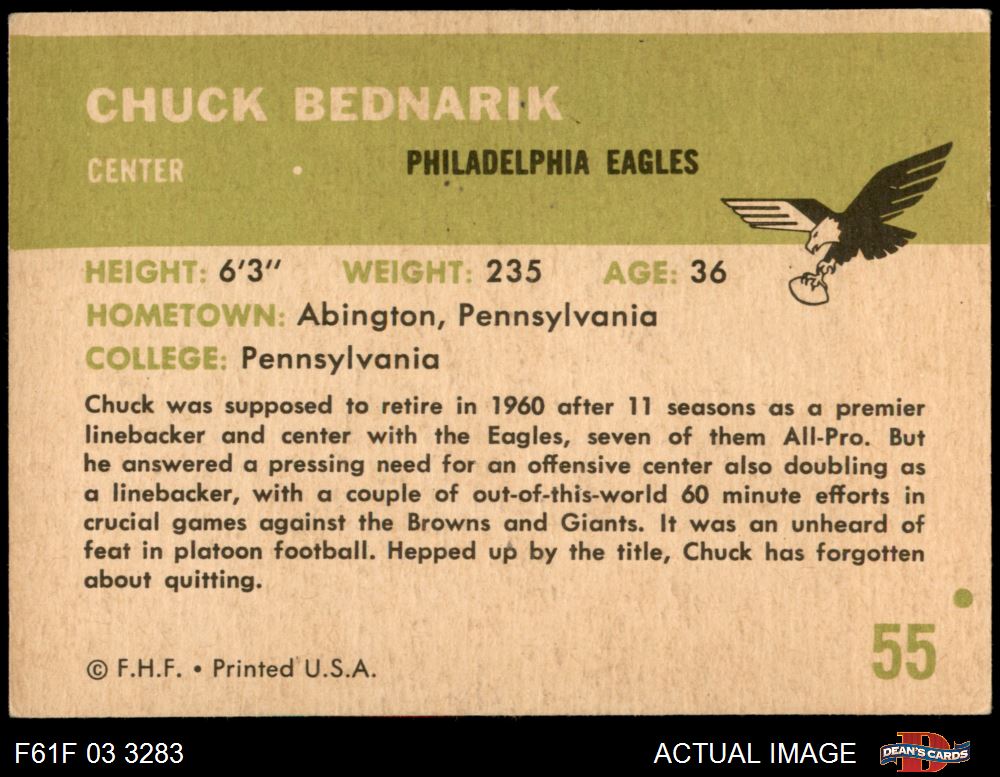 CHUCK BEDNARIK
CENTER • PHILADELPHIA EAGLES
HEIGHT: 6'3" WEIGHT: 235 AGE: 36
HOMETOWN: Abington, Pennsylvania
COLLEGE: Pennsylvania
Chuck was supposed to retire in 1960 after 11 seasons as a premier
linebacker and center with the Eagles, seven of them All-Pro. But
he answered a pressing need for an offensive center also doubling as
a linebacker, with a couple of out-of-this-world 60 minute efforts in
crucial games against the Browns and Giants. It was an unheard of
feat in platoon football. Hepped up by the title, Chuck has forgotten
about quitting.
55
© F.H.F. • Printed U.S.A.
F61F 03 3283 ACTUAL IMAGE DEAN'S CARDS